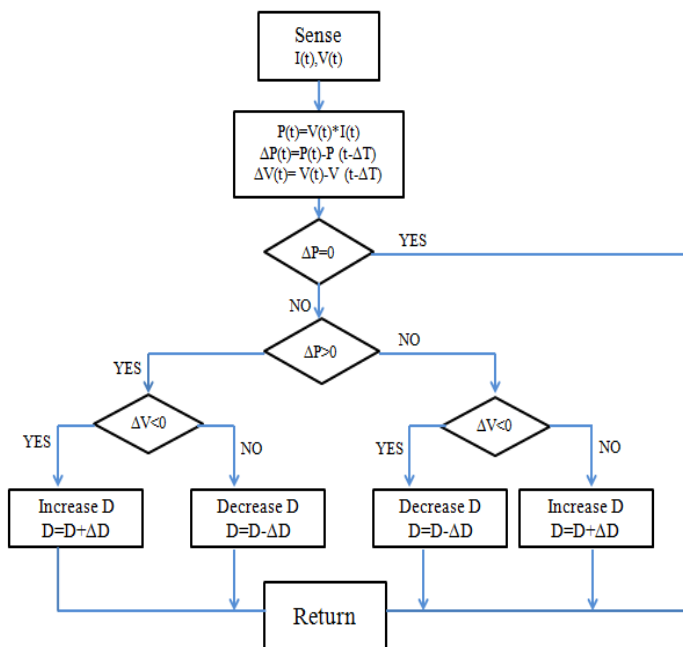 Sense
I(t),V(t)
P(t)=V(t)*I(t)
ΔP(t)=P(t)-P (t-ΔT)
ΔV(t)= V(t)-V (t-ΔT)
ΔP=0
YES
NO
ΔP>0
YES
NO
ΔV<0
YES
NO
ΔV<0
YES
NO
Increase D
D=D+ΔD
Decrease D
D=D-ΔD
Decrease D
D=D-ΔD
Increase D
D=D+ΔD
Return